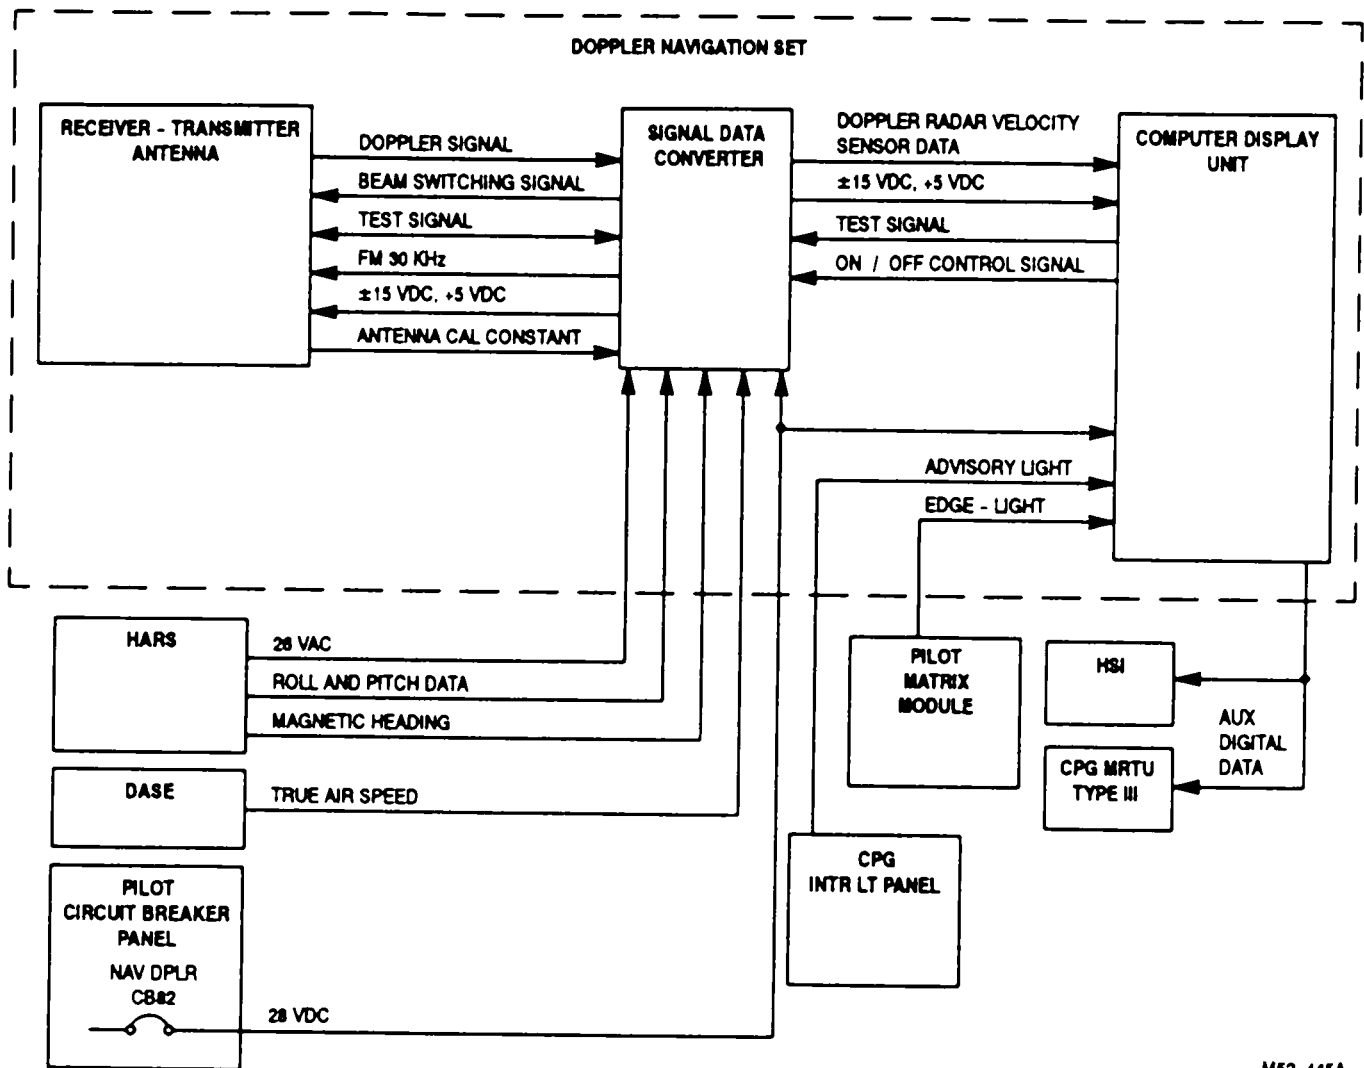 DOPPLER NAVIGATION SET
RECEIVER - TRANSMITTER
ANTENNA
DOPPLER SIGNAL
BEAM SWITCHING SIGNAL
TEST SIGNAL
FM 30 KHz
±15 VDC, +5 VDC
ANTENNA CAL CONSTANT
SIGNAL DATA
CONVERTER
DOPPLER RADAR VELOCITY
SENSOR DATA
±15 VDC, +5 VDC
TEST SIGNAL
ON / OFF CONTROL SIGNAL
COMPUTER DISPLAY
UNIT
ADVISORY LIGHT
EDGE - LIGHT
HARS
26 VAC
ROLL AND PITCH DATA
MAGNETIC HEADING
DASE
TRUE AIR SPEED
PILOT
CIRCUIT BREAKER
PANEL
NAV DPLR
CB82
28 VDC
PILOT
MATRIX
MODULE
CPG
INTR LT PANEL
HSI
AUX
DIGITAL
DATA
CPG MRTU
TYPE III